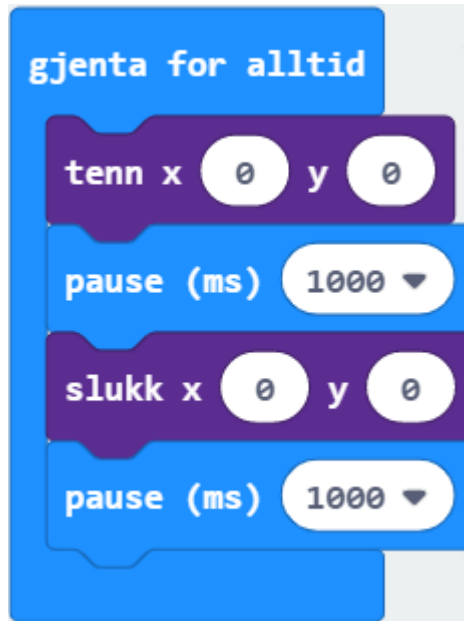 gjenta for alltid
tenn x 0 y 0
pause (ms) 1000
slukk x 0 y 0
pause (ms) 1000